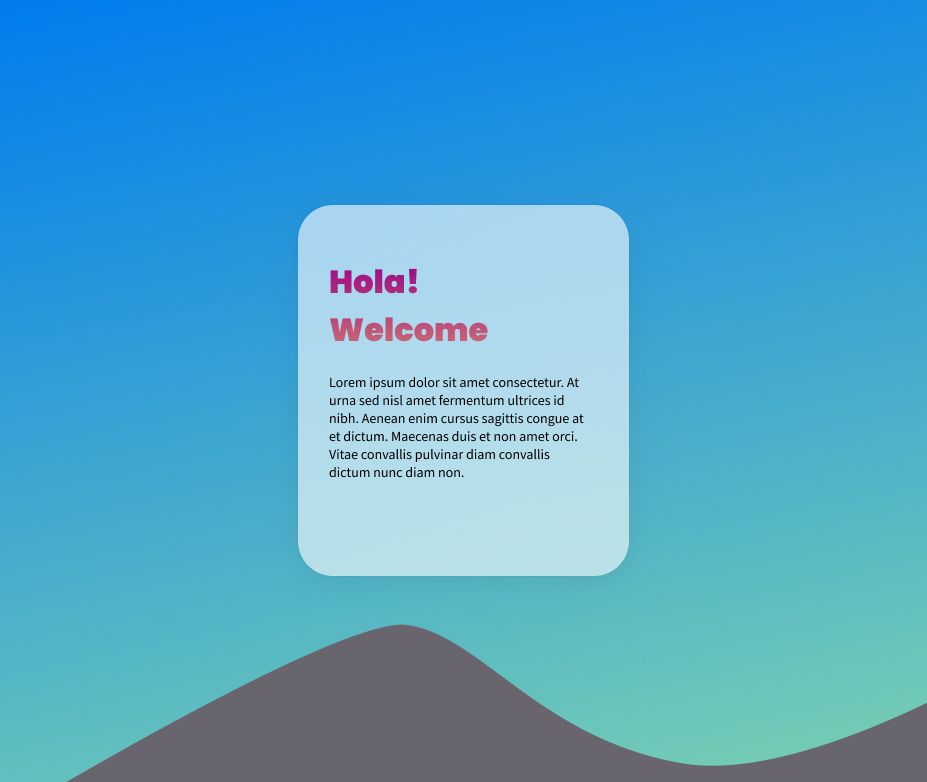 Hola!
Welcome
Lorem ipsum dolor sit amet consectetur. At
urna sed nisl amet fermentum ultrices id
nibh. Aenean enim cursus sagittis congue at
et dictum. Maecenas duis et non amet orci.
Vitae convallis pulvinar diam convallis
dictum nunc diam non.